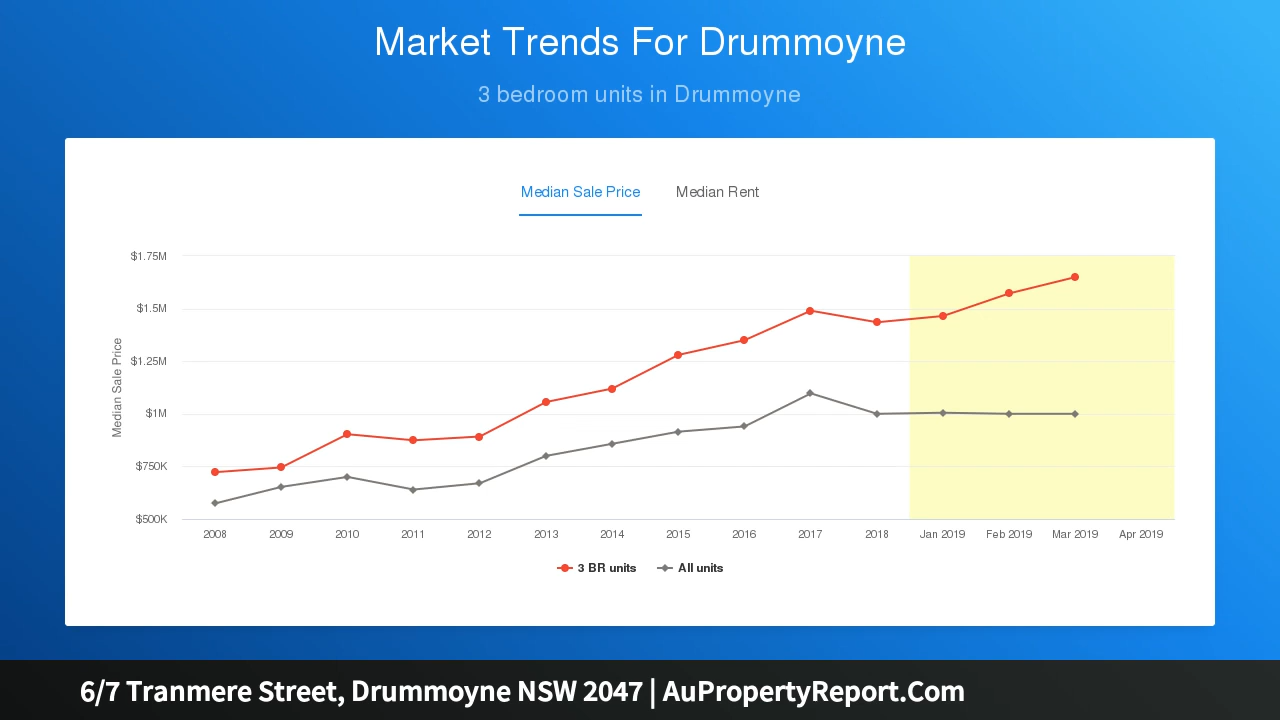 Market Trends For Drummoyne
3 bedroom units in Drummoyne
Median Sale Price Median Rent
Median Sale Price
$1.75M
$1.5M
$1.25M
$1M
$750K
$500K
2008 2009 2010 2011 2012 2013 2014 2015 2016 2017 2018 Jan 2019 Feb 2019 Mar 2019 Apr 2019
3 BR units All units
6/7 Tranmere Street, Drummoyne NSW 2047 | AuPropertyReport.Com